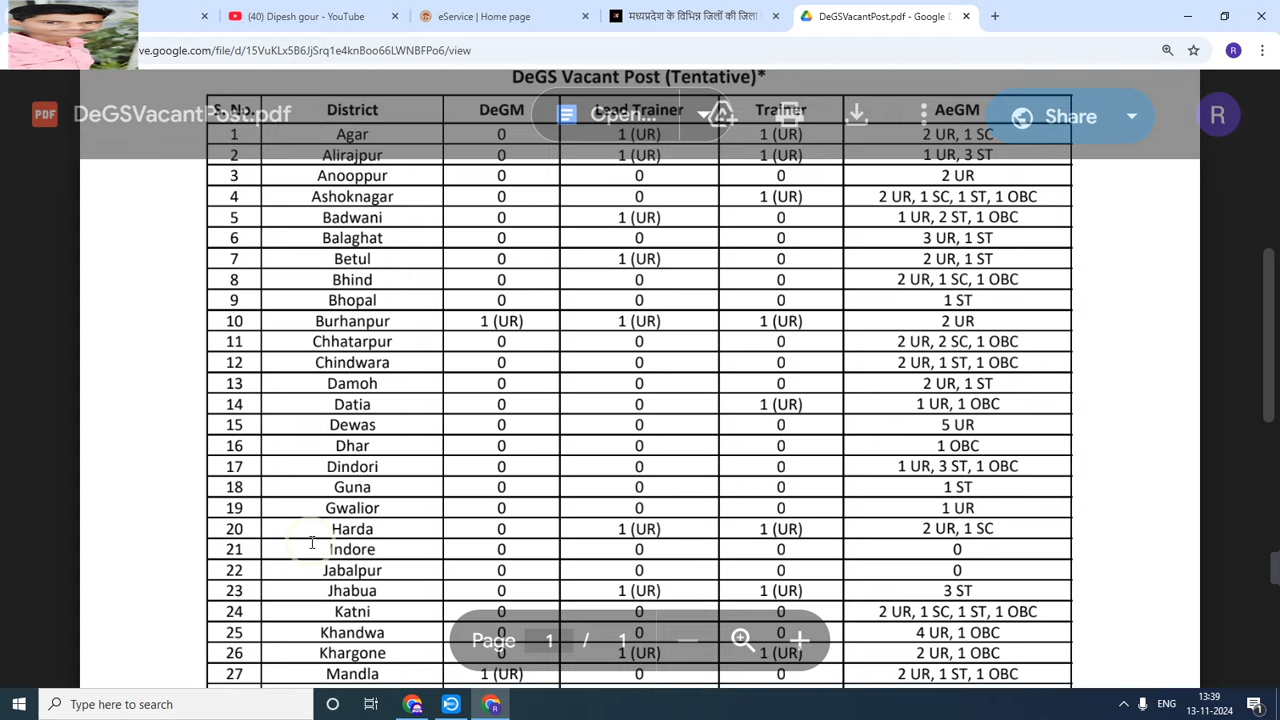 (40) Dipesh gour - YouTube × eService | Home page × मध्यप्रदेश के विभिन्न जिलों की जिला × DeGSVacantPost.pdf - Google D ×
ve.google.com/file/d/15VuKLx5B6JjSrq1e4knBoo66LWNBFPo6/view R
DeGS Vacant Post (Tentative)*
PDF DeGSVacantPost.pdf Open Share R
S. No. District DeGM Lead Trainer Trainer AeGM
1 Agar 0 1 (UR) 1 (UR) 2 UR, 1 SC
2 Alirajpur 0 1 (UR) 1 (UR) 1 UR, 3 ST
3 Anooppur 0 0 0 2 UR
4 Ashoknagar 0 0 1 (UR) 2 UR, 1 SC, 1 ST, 1 OBC
5 Badwani 0 1 (UR) 0 1 UR, 2 ST, 1 OBC
6 Balaghat 0 0 0 3 UR, 1 ST
7 Betul 0 1 (UR) 0 2 UR, 1 ST
8 Bhind 0 0 0 2 UR, 1 SC, 1 OBC
9 Bhopal 0 0 0 1 ST
10 Burhanpur 1 (UR) 1 (UR) 1 (UR) 2 UR
11 Chhatarpur 0 0 0 2 UR, 2 SC, 1 OBC
12 Chindwara 0 0 0 2 UR, 1 ST, 1 OBC
13 Damoh 0 0 0 2 UR, 1 ST
14 Datia 0 0 1 (UR) 1 UR, 1 OBC
15 Dewas 0 0 0 5 UR
16 Dhar 0 0 0 1 OBC
17 Dindori 0 0 0 1 UR, 3 ST, 1 OBC
18 Guna 0 0 0 1 ST
19 Gwalior 0 0 0 1 UR
20 Harda 0 1 (UR) 1 (UR) 2 UR, 1 SC
21 Indore 0 0 0 0
22 Jabalpur 0 0 0 0
23 Jhabua 0 1 (UR) 1 (UR) 3 ST
24 Katni 0 0 0 2 UR, 1 SC, 1 ST, 1 OBC
25 Khandwa 0 0 0 4 UR, 1 OBC
26 Khargone 0 1 (UR) 1 (UR) 2 UR, 1 OBC
27 Mandla 1 (UR) 0 0 2 UR, 1 ST, 1 OBC
Page 1 / 1
Type here to search ENG 13:39
13-11-2024